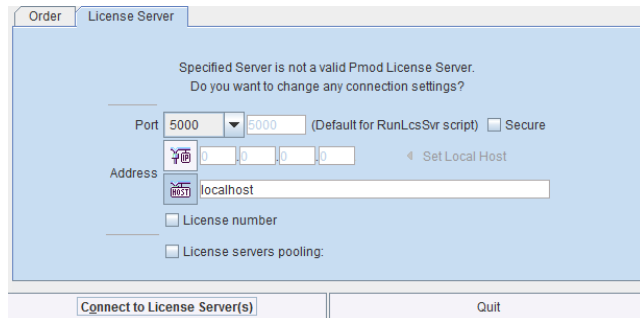 Order License Server
Specified Server is not a valid Pmod License Server.
Do you want to change any connection settings?
Port 5000 5000 (Default for RunLcsSvr script) Secure
IP 0 .0 .0 .0 Set Local Host
Address
HOST localhost
License number
License servers pooling:
Connect to License Server(s) Quit